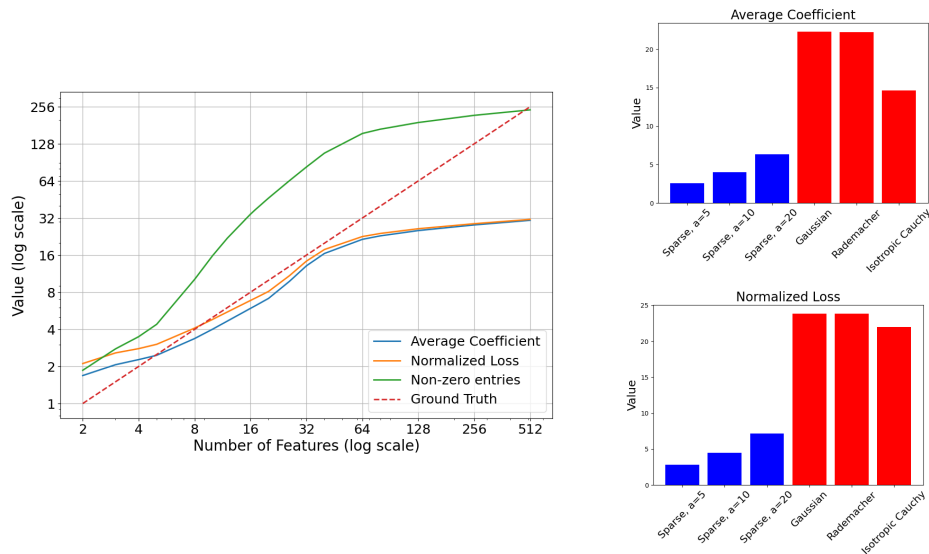 256
128
64
32
16
8
4
2
1
Value (log scale)
2 4 8 16 32 64 128 256 512
Number of Features (log scale)
Average Coefficient
Normalized Loss
Non-zero entries
Ground Truth
Average Coefficient
20
15
10
5
0
Value
Sparse, a=5
Sparse, a=10
Sparse, a=20
Gaussian
Rademacher
Isotropic Cauchy
Normalized Loss
25
20
15
10
5
0
Value
Sparse, a=5
Sparse, a=10
Sparse, a=20
Gaussian
Rademacher
Isotropic Cauchy